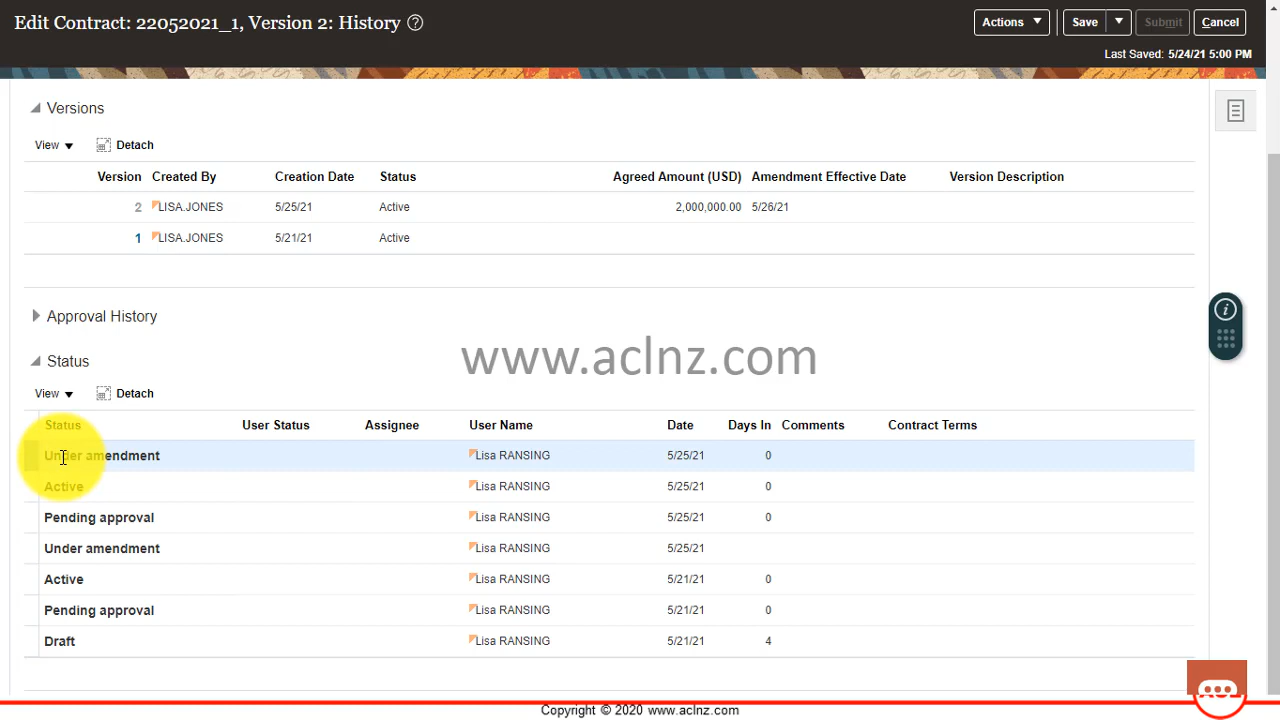 Edit Contract: 22052021_1, Version 2: History ?
Actions Save Submit Cancel
Last Saved: 5/24/21 5:00 PM
Versions
View Detach
Version Created By Creation Date Status Agreed Amount (USD) Amendment Effective Date Version Description
2 LISA.JONES 5/25/21 Active 2,000,000.00 5/26/21
1 LISA.JONES 5/21/21 Active
Approval History
www.aclnz.com
Status
View Detach
Status User Status Assignee User Name Date Days In Comments Contract Terms
Under amendment Lisa RANSING 5/25/21 0
Active Lisa RANSING 5/25/21 0
Pending approval Lisa RANSING 5/25/21 0
Under amendment Lisa RANSING 5/25/21
Active Lisa RANSING 5/21/21 0
Pending approval Lisa RANSING 5/21/21 0
Draft Lisa RANSING 5/21/21 4
Copyright © 2020 www.aclnz.com